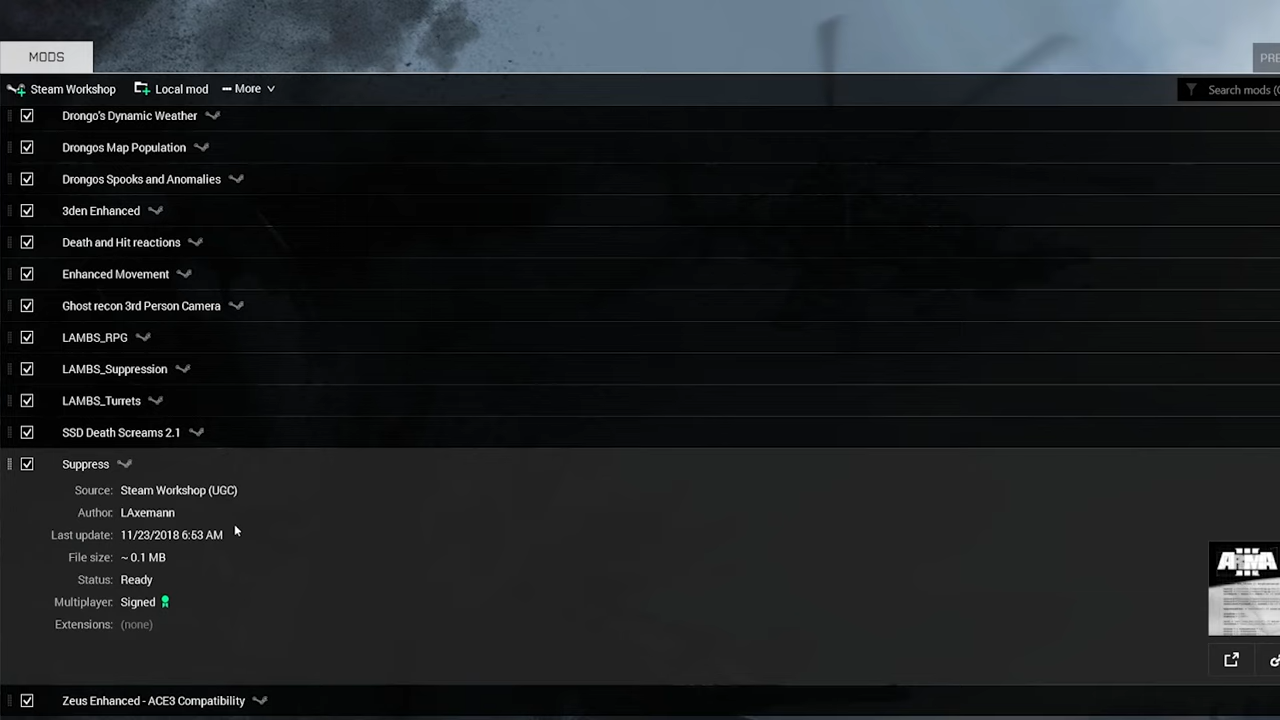 MODS
PRE
Steam Workshop
Local mod
More
Search mods (C
Drongo's Dynamic Weather
Drongos Map Population
Drongos Spooks and Anomalies
3den Enhanced
Death and Hit reactions
Enhanced Movement
Ghost recon 3rd Person Camera
LAMBS_RPG
LAMBS_Suppression
LAMBS_Turrets
SSD Death Screams 2.1
Suppress
Source: Steam Workshop (UGC)
Author: LAxemann
Last update: 11/23/2018 6:53 AM
File size: ~ 0.1 MB
Status: Ready
Multiplayer: Signed
Extensions: (none)
ARMA
III
Zeus Enhanced - ACE3 Compatibility